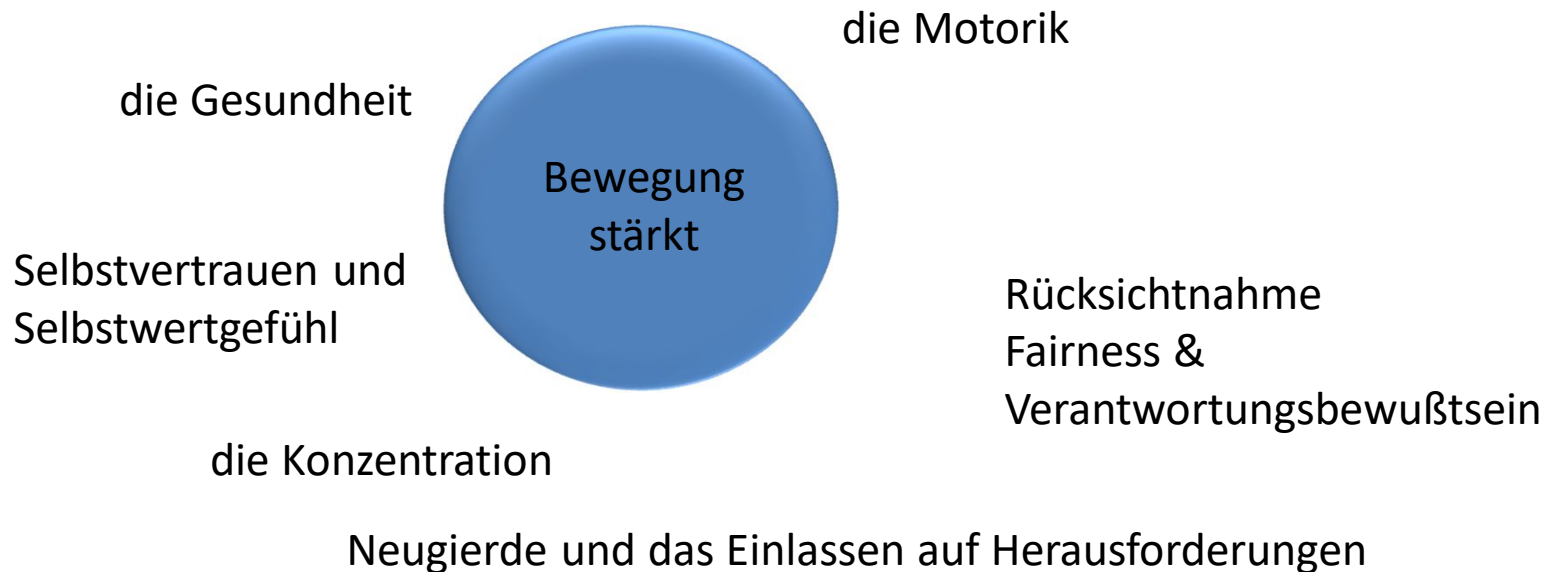 die Motorik
die Gesundheit
Bewegung
stärkt
Selbstvertrauen und
Selbstwertgefühl
Rücksichtnahme
Fairness &
Verantwortungsbewußtsein
die Konzentration
Neugierde und das Einlassen auf Herausforderungen